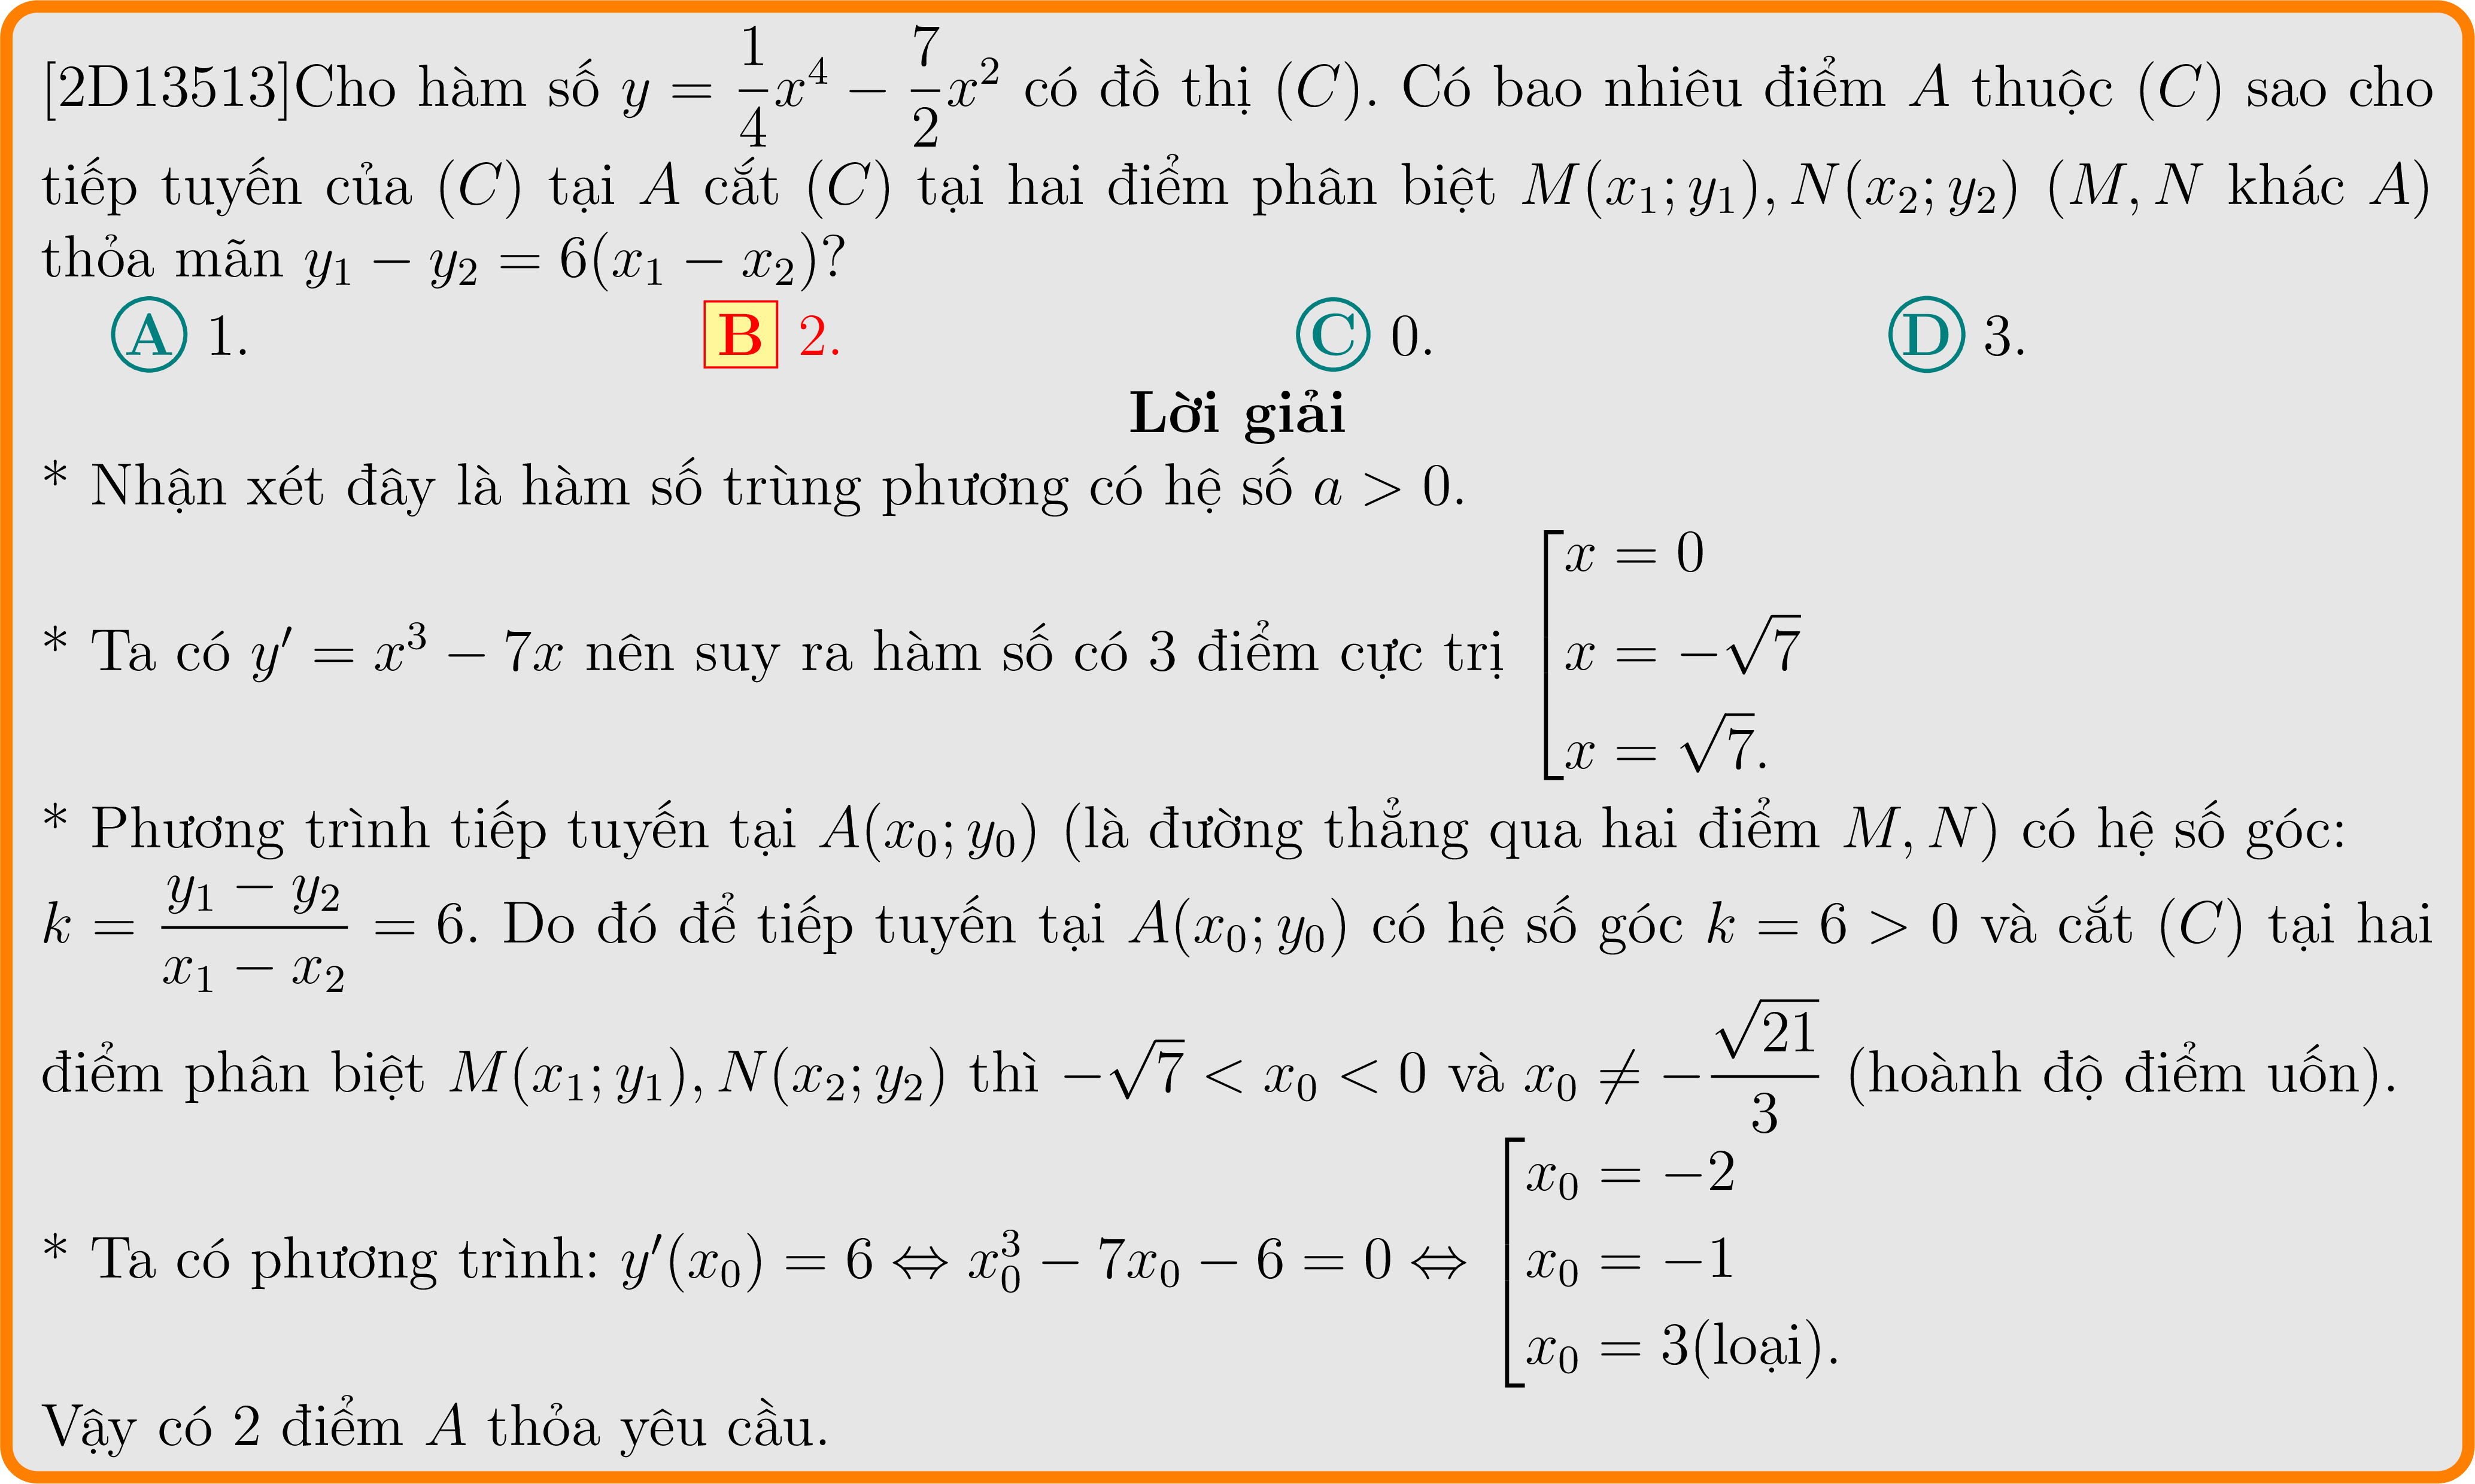 [2D13513]Cho hàm số $y = \dfrac{1}{4}x^4 - \dfrac{7}{2}x^2$ có đồ thị $(C)$. Có bao nhiêu điểm $A$ thuộc $(C)$ sao cho
tiếp tuyến của $(C)$ tại $A$ cắt $(C)$ tại hai điểm phân biệt $M(x_1; y_1), N(x_2; y_2)$ ($M, N$ khác $A$)
thỏa mãn $y_1 - y_2 = 6(x_1 - x_2)$?
A 1. B 2. C 0. D 3.
Lời giải
* Nhận xét đây là hàm số trùng phương có hệ số $a > 0$.
* Ta có $y' = x^3 - 7x$ nên suy ra hàm số có 3 điểm cực trị $\left[\begin{array}{l} x = 0 \\ x = -\sqrt{7} \\ x = \sqrt{7}. \end{array}\right.$
* Phương trình tiếp tuyến tại $A(x_0; y_0)$ (là đường thẳng qua hai điểm $M, N$) có hệ số góc:
$k = \dfrac{y_1 - y_2}{x_1 - x_2} = 6$. Do đó để tiếp tuyến tại $A(x_0; y_0)$ có hệ số góc $k = 6 > 0$ và cắt $(C)$ tại hai
điểm phân biệt $M(x_1; y_1), N(x_2; y_2)$ thì $-\sqrt{7} < x_0 < 0$ và $x_0 \neq -\dfrac{\sqrt{21}}{3}$ (hoành độ điểm uốn).
* Ta có phương trình: $y'(x_0) = 6 \Leftrightarrow x_0^3 - 7x_0 - 6 = 0 \Leftrightarrow \left[\begin{array}{l} x_0 = -2 \\ x_0 = -1 \\ x_0 = 3 \text{(loại)}. \end{array}\right.$
Vậy có 2 điểm $A$ thỏa yêu cầu.